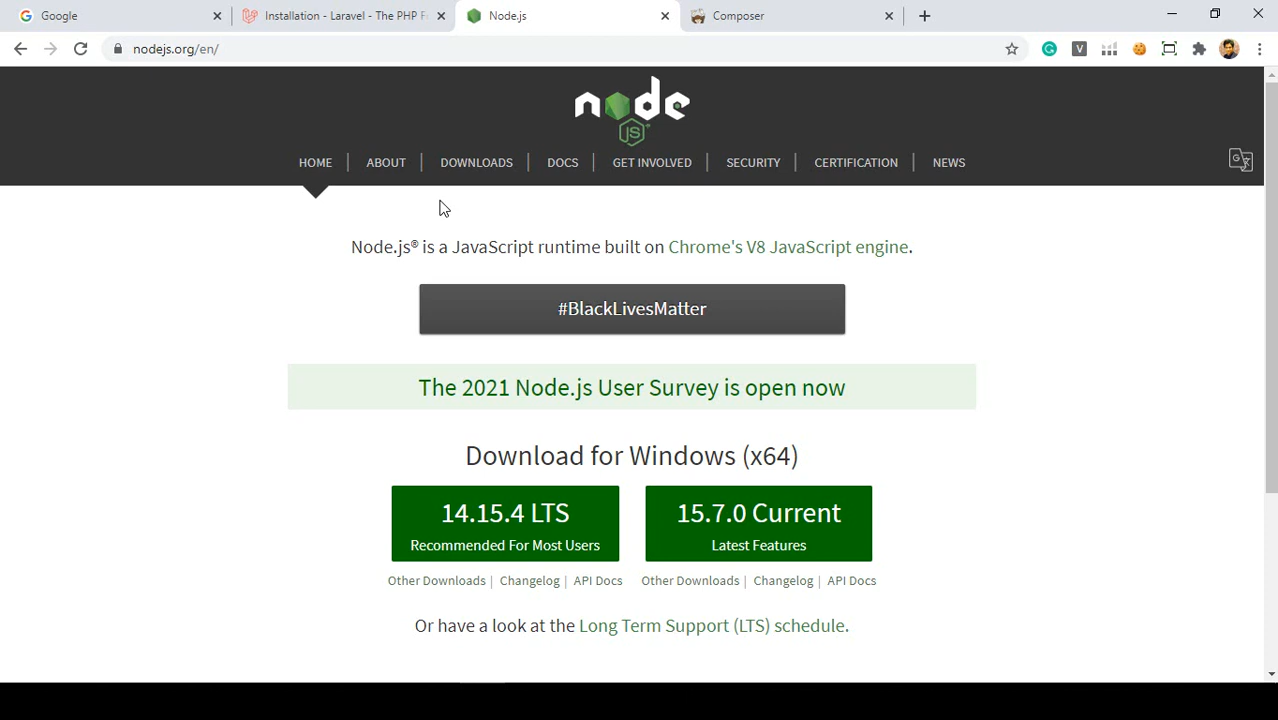 Google
Installation - Laravel - The PHP F
Node.js
Composer
nodejs.org/en/
V
node
JS
HOME | ABOUT | DOWNLOADS | DOCS | GET INVOLVED | SECURITY | CERTIFICATION | NEWS
Node.js® is a JavaScript runtime built on Chrome's V8 JavaScript engine.
#BlackLivesMatter
The 2021 Node.js User Survey is open now
Download for Windows (x64)
14.15.4 LTS
Recommended For Most Users
15.7.0 Current
Latest Features
Other Downloads | Changelog | API Docs
Other Downloads | Changelog | API Docs
Or have a look at the Long Term Support (LTS) schedule.